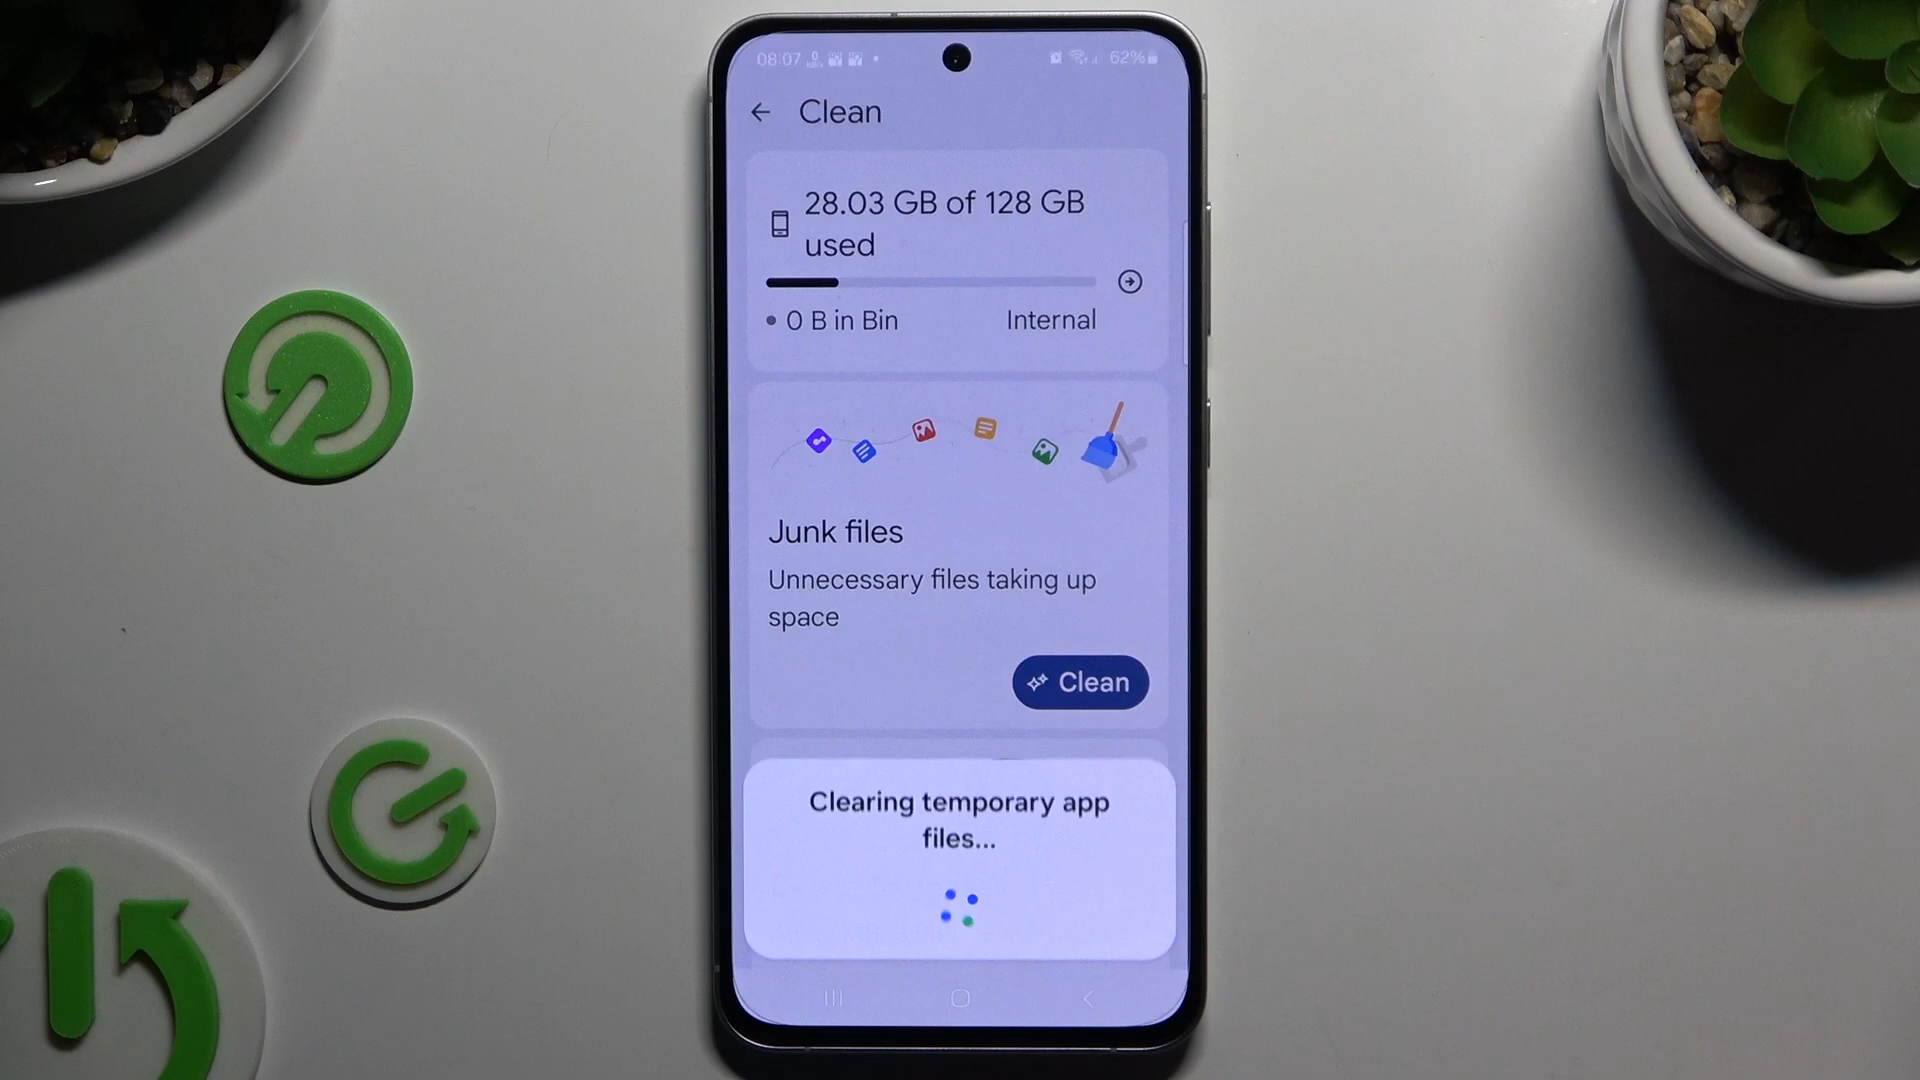 08:07 62%
Clean
28.03 GB of 128 GB
used
0 B in Bin Internal
Junk files
Unnecessary files taking up
space
Clean
Clearing temporary app
files...